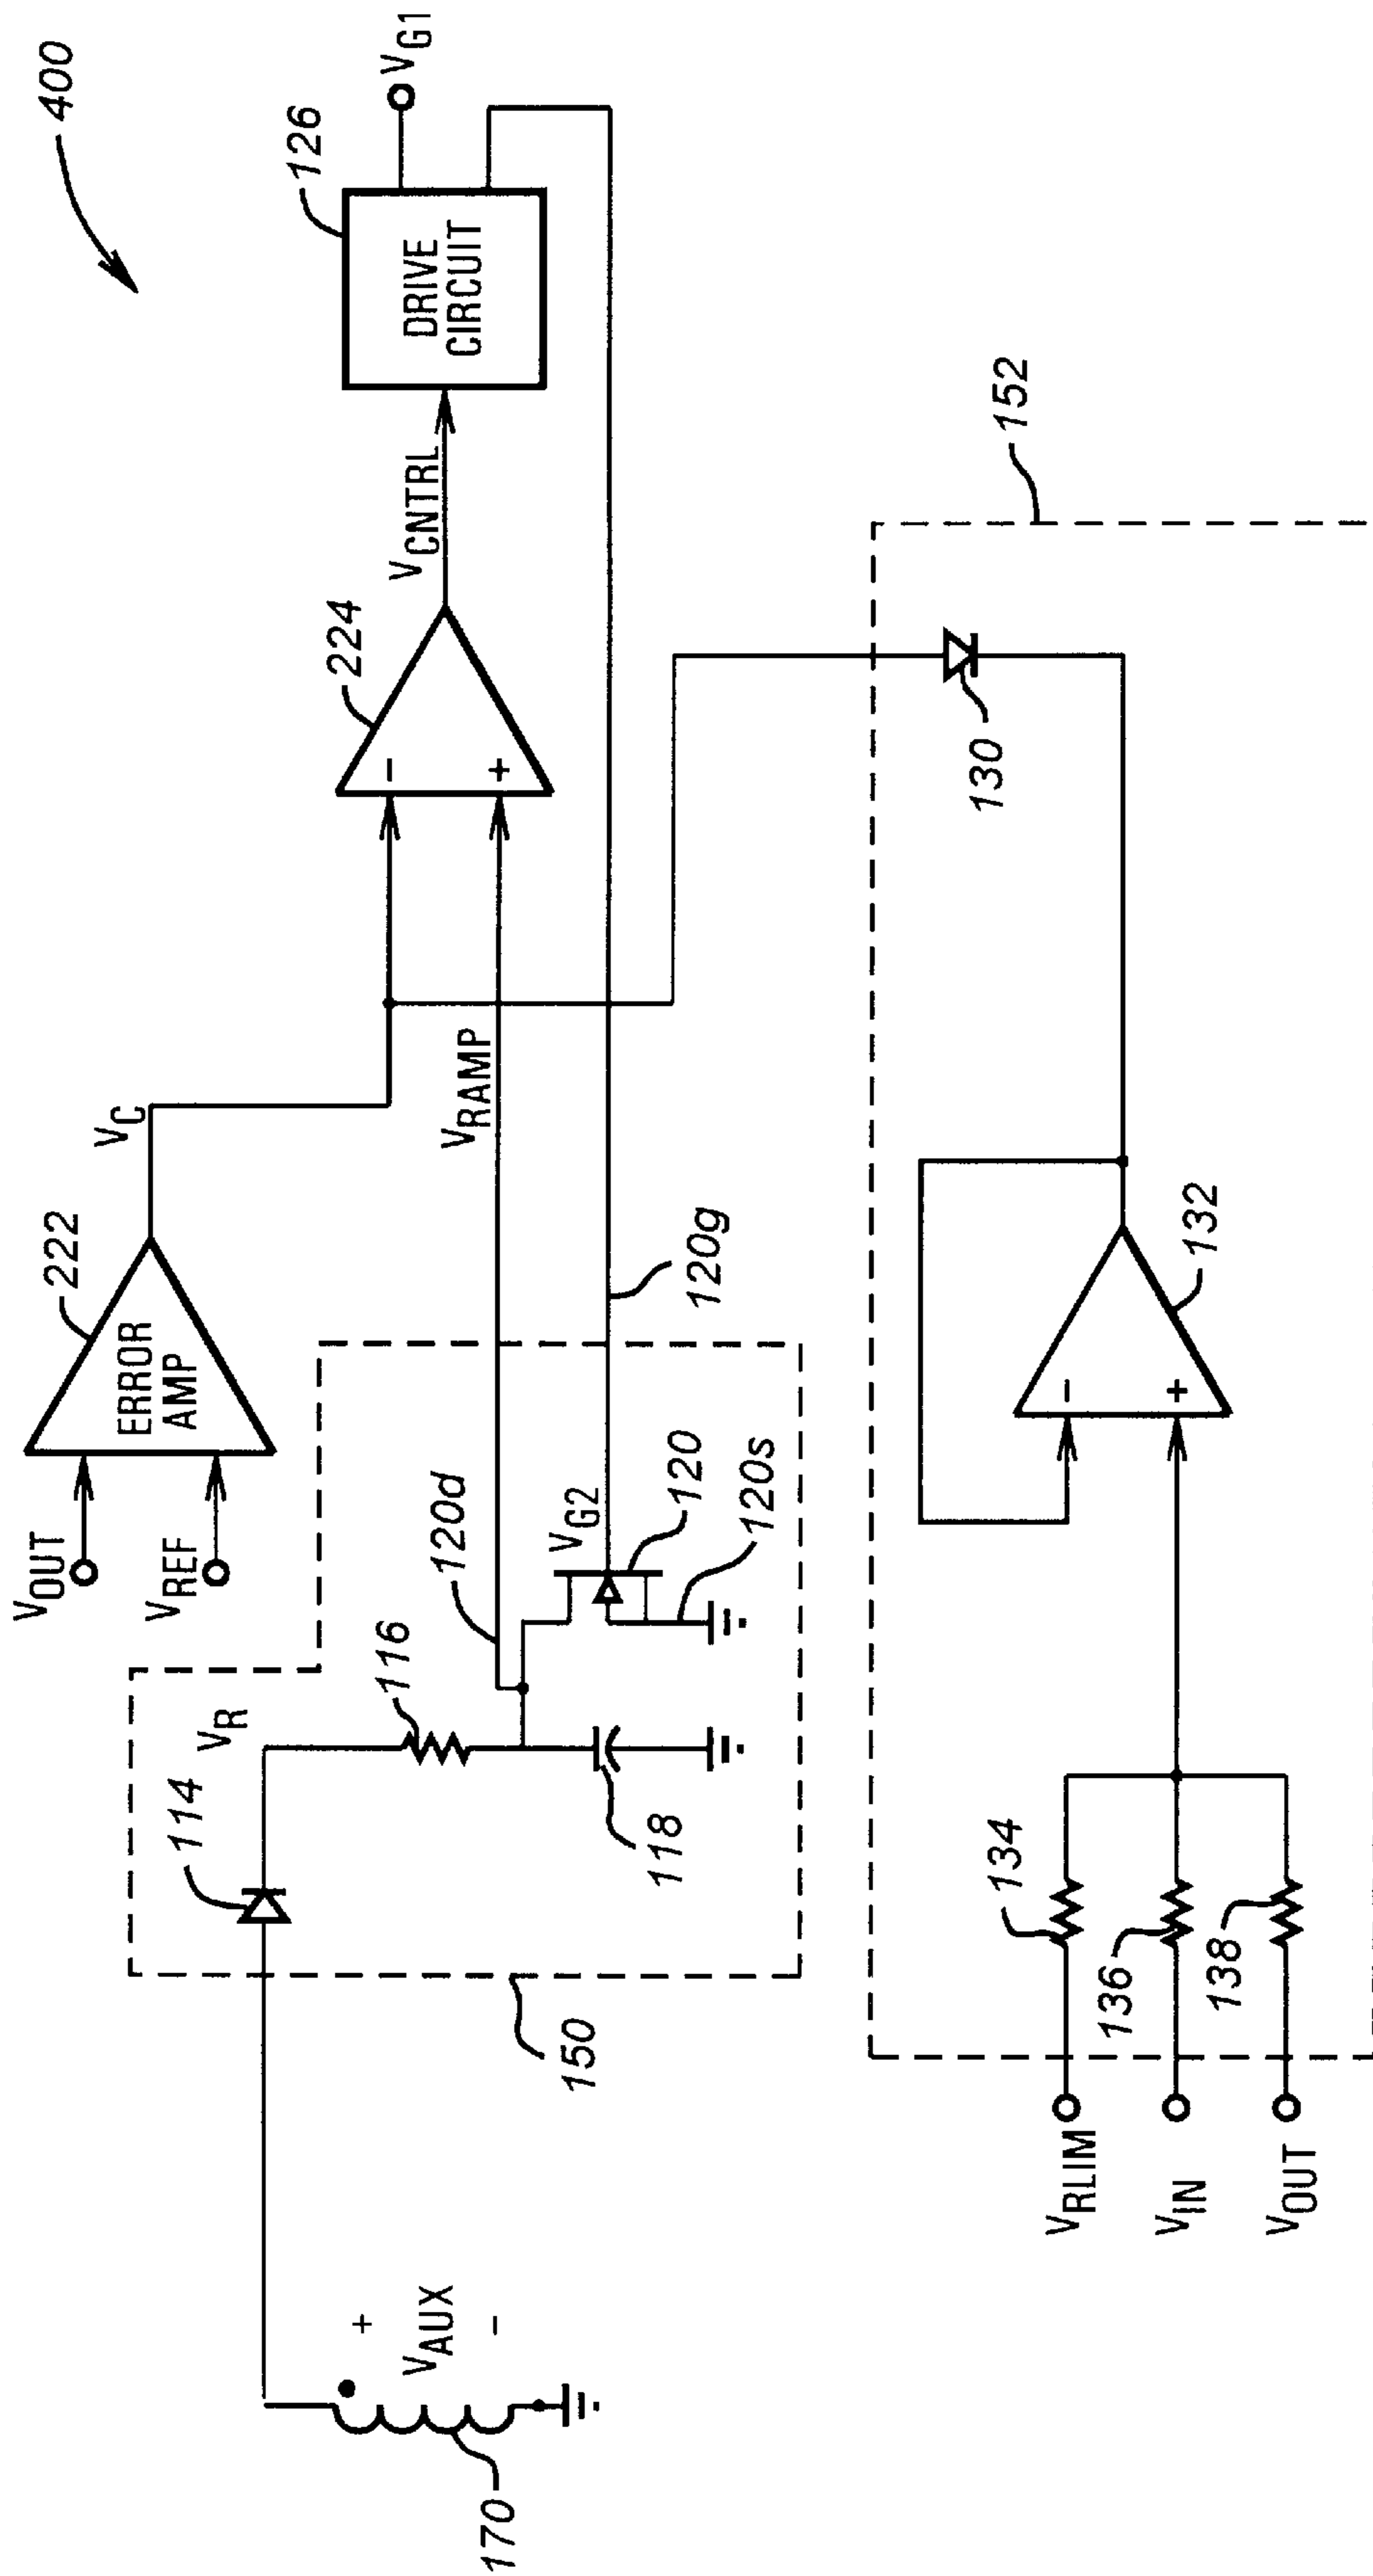 400
VOUT
VREF
ERROR
AMP
222
VC
224
-
+
VCNTRL
DRIVE
CIRCUIT
126
VG1
VRAMP
114
VR
116
118
120d
VG2
120
120s
120g
150
170
+
VAUX
-
152
130
132
-
+
134
136
138
VRLIM
VIN
VOUT